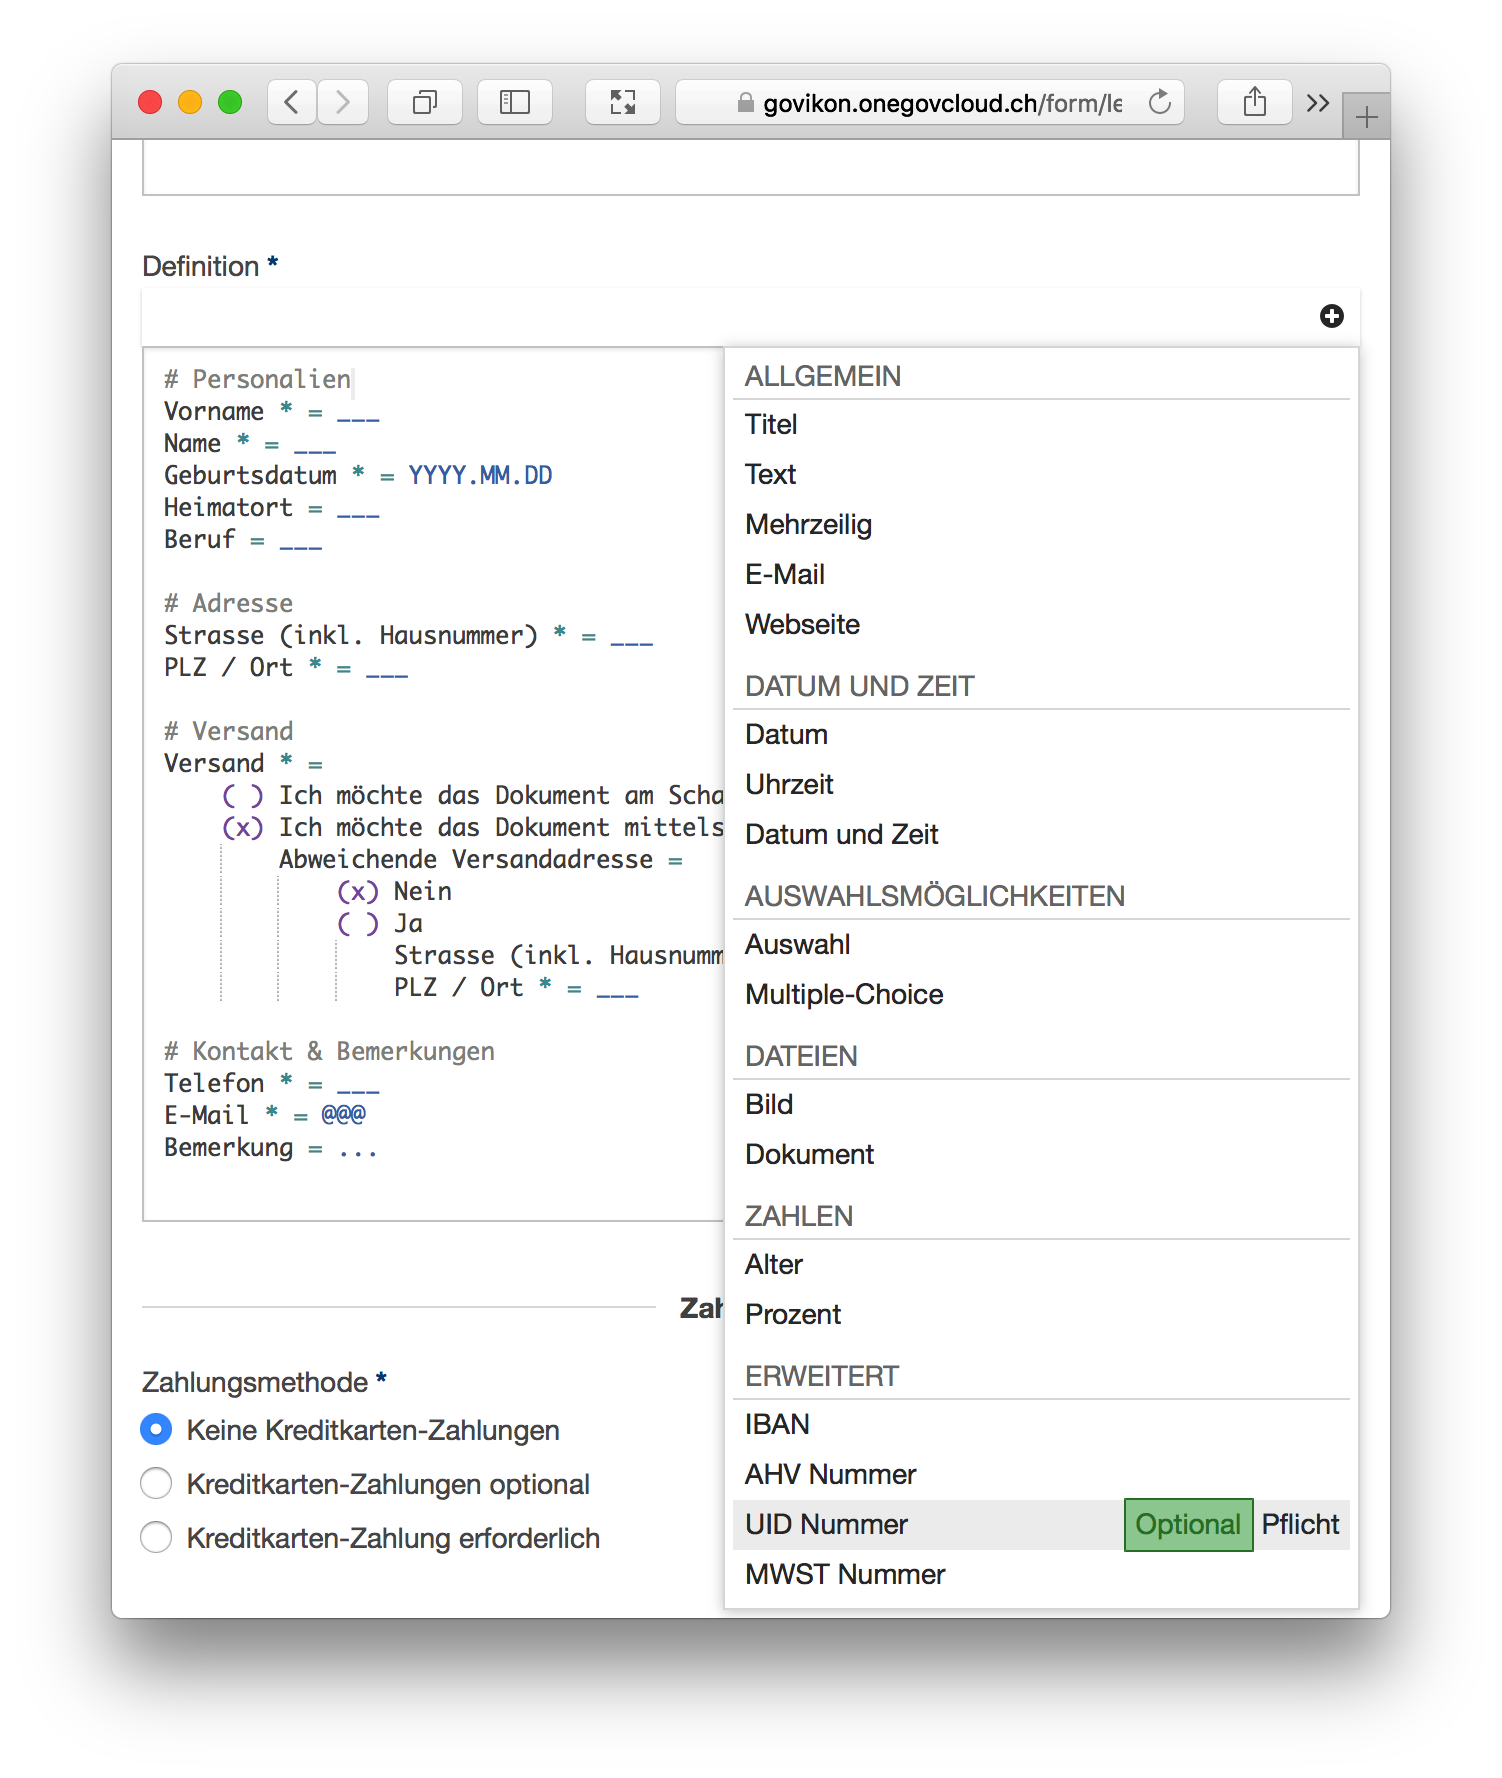 govikon.onegovcloud.ch/form/le
Definition *
# Personalien
Vorname * = ___
Name * = ___
Geburtsdatum * = YYYY.MM.DD
Heimatort = ___
Beruf = ___
# Adresse
Strasse (inkl. Hausnummer) * = ___
PLZ / Ort * = ___
# Versand
Versand * =
( ) Ich möchte das Dokument am Scha
(x) Ich möchte das Dokument mittels
Abweichende Versandadresse =
(x) Nein
( ) Ja
Strasse (inkl. Hausnumm
PLZ / Ort * = ___
# Kontakt & Bemerkungen
Telefon * = ___
E-Mail * = @@@
Bemerkung = ...
ALLGEMEIN
Titel
Text
Mehrzeilig
E-Mail
Webseite
DATUM UND ZEIT
Datum
Uhrzeit
Datum und Zeit
AUSWAHLSMÖGLICHKEITEN
Auswahl
Multiple-Choice
DATEIEN
Bild
Dokument
ZAHLEN
Alter
Prozent
ERWEITERT
IBAN
AHV Nummer
UID Nummer Optional Pflicht
MWST Nummer
Zah
Zahlungsmethode *
Keine Kreditkarten-Zahlungen
Kreditkarten-Zahlungen optional
Kreditkarten-Zahlung erforderlich